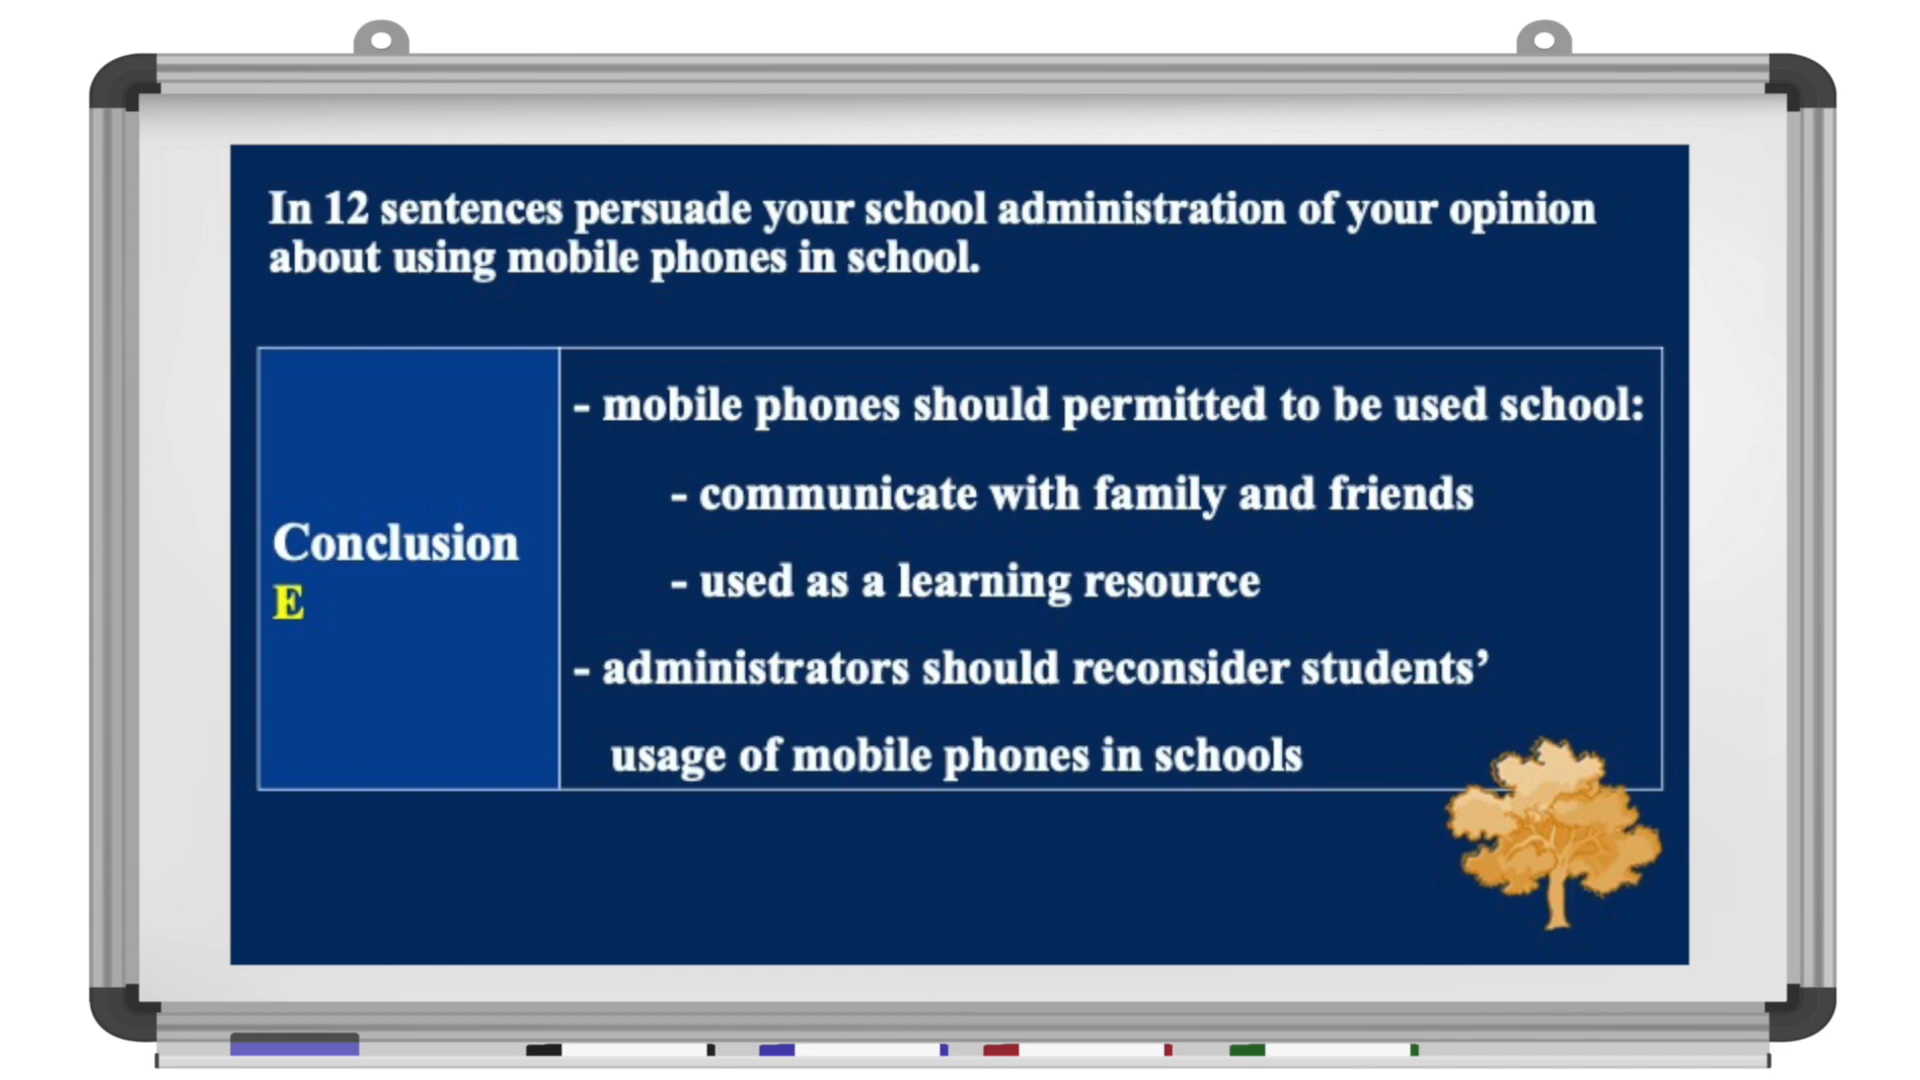 In 12 sentences persuade your school administration of your opinion
about using mobile phones in school.
Conclusion
E
- mobile phones should permitted to be used school:
- communicate with family and friends
- used as a learning resource
- administrators should reconsider students’
usage of mobile phones in schools